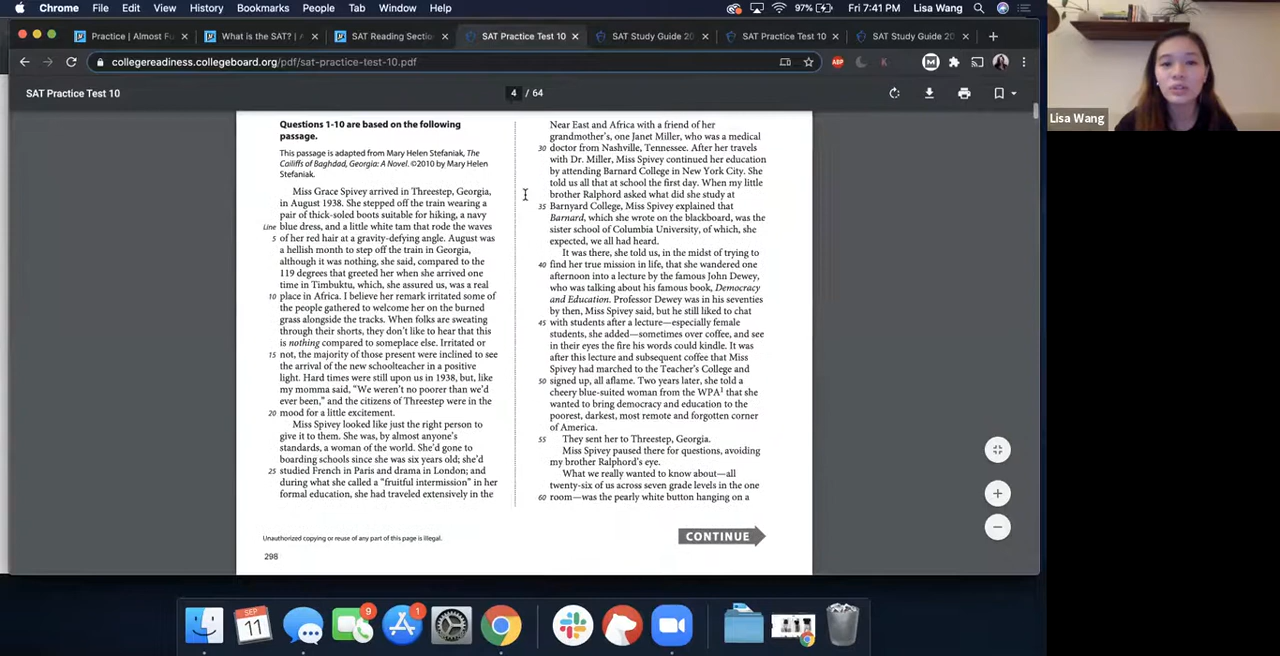 Chrome File Edit View History Bookmarks People Tab Window Help 97% Fri 7:41 PM Lisa Wang
Practice | Almost Fu
What is the SAT? | A
SAT Reading Sectio
SAT Practice Test 10
SAT Study Guide 20
SAT Practice Test 10
SAT Study Guide 20
collegereadiness.collegeboard.org/pdf/sat-practice-test-10.pdf
ABP
M
K
SAT Practice Test 10
4 / 64
Lisa Wang
Questions 1-10 are based on the following
passage.
This passage is adapted from Mary Helen Stefaniak, The
Cailiffs of Baghdad, Georgia: A Novel. ©2010 by Mary Helen
Stefaniak.
Miss Grace Spivey arrived in Threestep, Georgia,
in August 1938. She stepped off the train wearing a
pair of thick-soled boots suitable for hiking, a navy
Line blue dress, and a little white tam that rode the waves
5 of her red hair at a gravity-defying angle. August was
a hellish month to step off the train in Georgia,
although it was nothing, she said, compared to the
119 degrees that greeted her when she arrived one
time in Timbuktu, which, she assured us, was a real
10 place in Africa. I believe her remark irritated some of
the people gathered to welcome her on the burned
grass alongside the tracks. When folks are sweating
through their shorts, they don't like to hear that this
is nothing compared to someplace else. Irritated or
15 not, the majority of those present were inclined to see
the arrival of the new schoolteacher in a positive
light. Hard times were still upon us in 1938, but, like
my momma said, "We weren't no poorer than we'd
ever been," and the citizens of Threestep were in the
20 mood for a little excitement.
Miss Spivey looked like just the right person to
give it to them. She was, by almost anyone's
standards, a woman of the world. She'd gone to
boarding schools since she was six years old; she'd
25 studied French in Paris and drama in London; and
during what she called a "fruitful intermission" in her
formal education, she had traveled extensively in the
Near East and Africa with a friend of her
grandmother's, one Janet Miller, who was a medical
30 doctor from Nashville, Tennessee. After her travels
with Dr. Miller, Miss Spivey continued her education
by attending Barnard College in New York City. She
told us all that at school the first day. When my little
brother Ralphord asked what did she study at
35 Barnyard College, Miss Spivey explained that
Barnard, which she wrote on the blackboard, was the
sister school of Columbia University, of which, she
expected, we all had heard.
It was there, she told us, in the midst of trying to
40 find her true mission in life, that she wandered one
afternoon into a lecture by the famous John Dewey,
who was talking about his famous book, Democracy
and Education. Professor Dewey was in his seventies
by then, Miss Spivey said, but he still liked to chat
45 with students after a lecture—especially female
students, she added—sometimes over coffee, and see
in their eyes the fire his words could kindle. It was
after this lecture and subsequent coffee that Miss
Spivey had marched to the Teacher's College and
50 signed up, all aflame. Two years later, she told a
cheery blue-suited woman from the WPA1 that she
wanted to bring democracy and education to the
poorest, darkest, most remote and forgotten corner
of America.
55 They sent her to Threestep, Georgia.
Miss Spivey paused there for questions, avoiding
my brother Ralphord's eye.
What we really wanted to know about—all
twenty-six of us across seven grade levels in the one
60 room—was the pearly white button hanging on a
Unauthorized copying or reuse of any part of this page is illegal.
CONTINUE
298
SEP
11
9
1